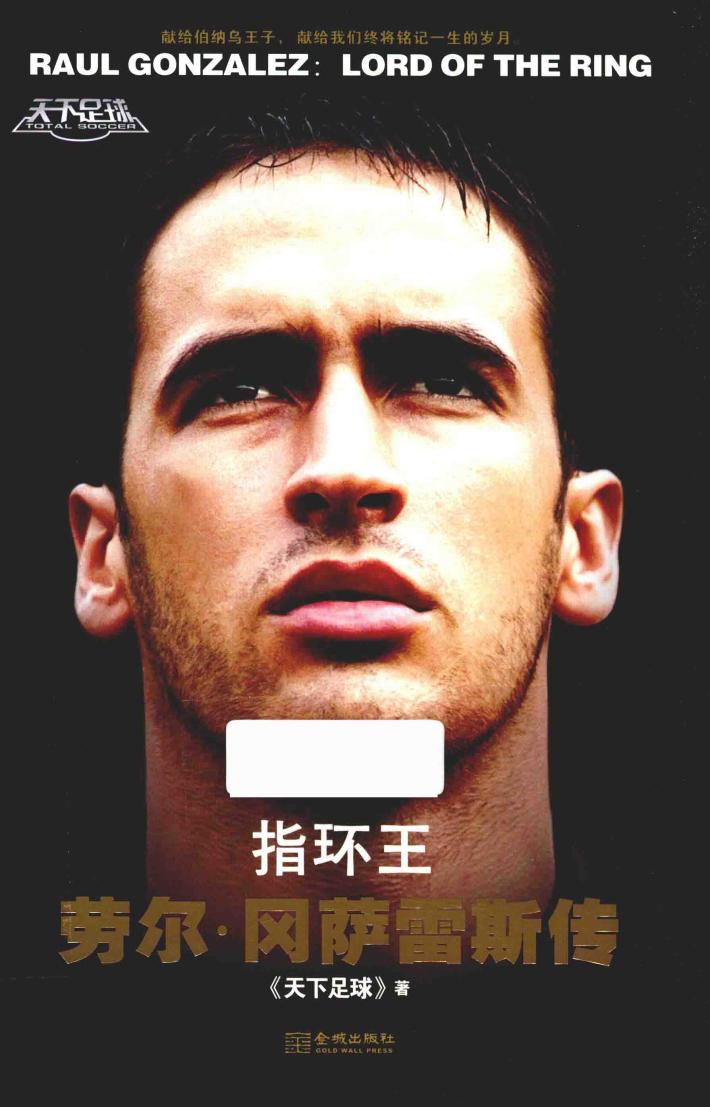 献给伯纳乌王子，献给我们终将铭记一生的岁月。
RAUL GONZALEZ: LORD OF THE RING
天下足球
TOTAL SOCCER
指环王
劳尔·冈萨雷斯传
《天下足球》著
金城出版社
GOLD WALL PRESS